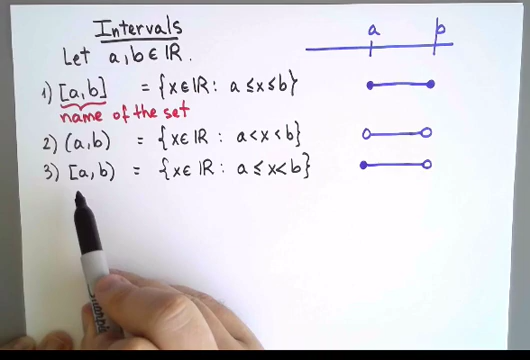 Intervals
Let a, b ∈ ℝ.
a b
1) [a, b] = {x ∈ ℝ : a ≤ x ≤ b}
name of the set
2) (a, b) = {x ∈ ℝ : a < x < b}
3) [a, b) = {x ∈ ℝ : a ≤ x < b}